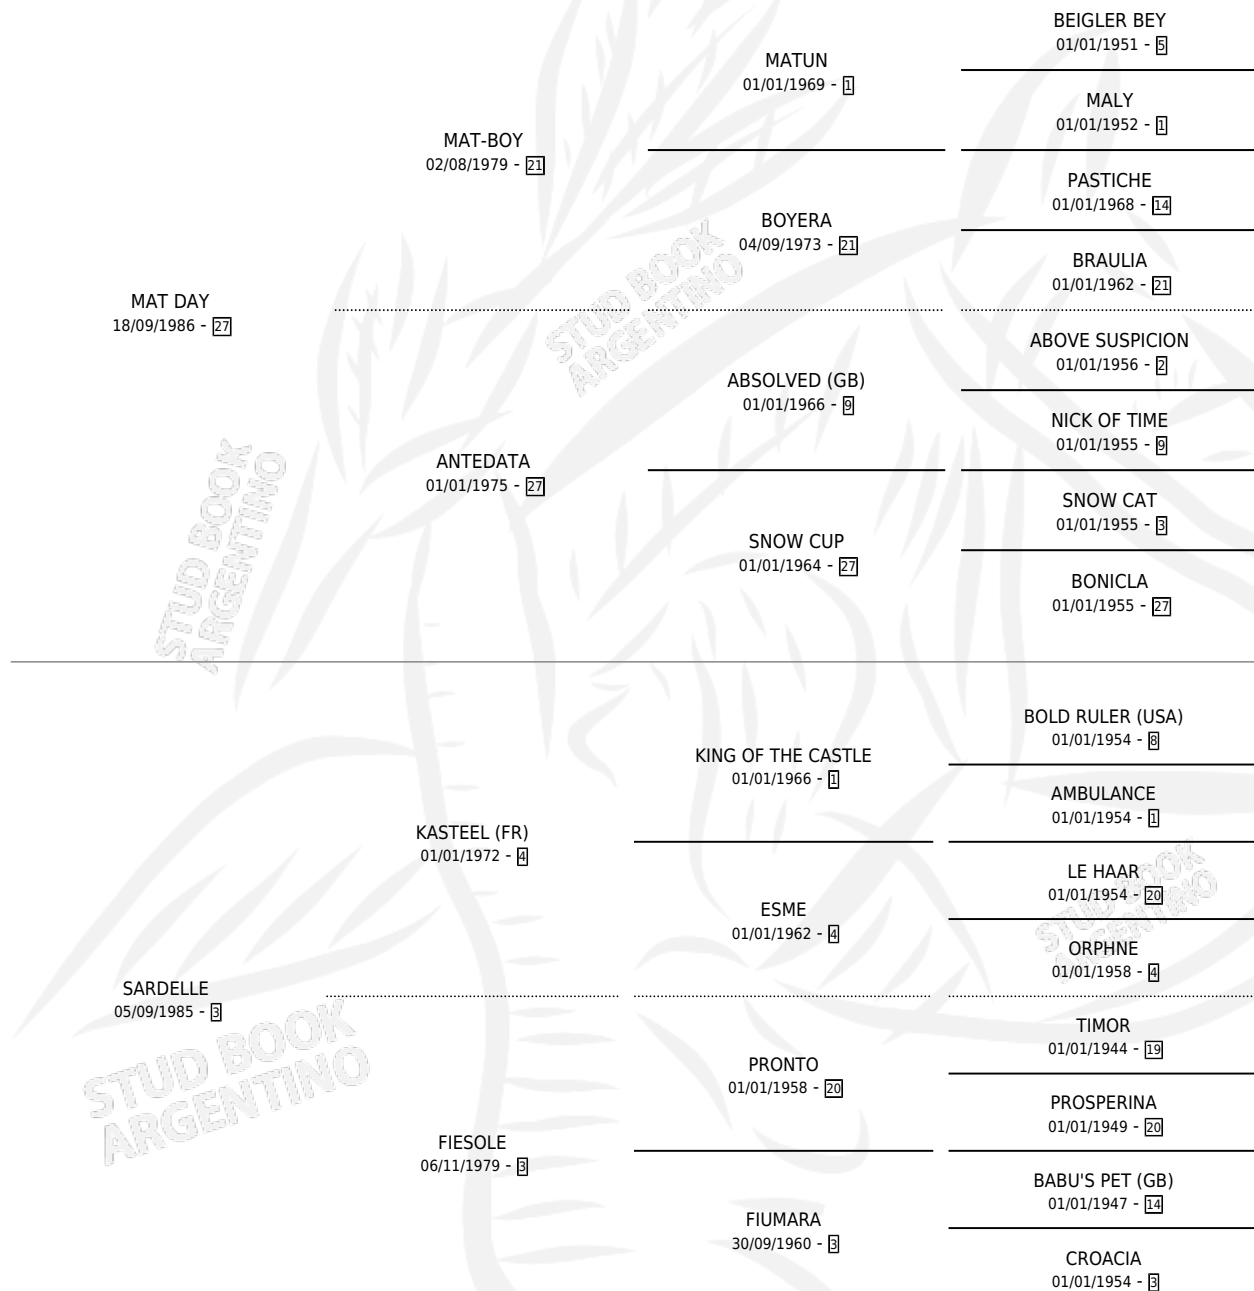 BEIGLER BEY
01/01/1951 - 5
MATUN
01/01/1969 - 1
MALY
01/01/1952 - 1
MAT-BOY
02/08/1979 - 21
PASTICHE
01/01/1968 - 14
BOYERA
04/09/1973 - 21
BRAULIA
01/01/1962 - 21
MAT DAY
18/09/1986 - 27
ABOVE SUSPICION
01/01/1956 - 2
ABSOLVED (GB)
01/01/1966 - 9
NICK OF TIME
01/01/1955 - 9
ANTEDATA
01/01/1975 - 27
SNOW CAT
01/01/1955 - 3
SNOW CUP
01/01/1964 - 27
BONICLA
01/01/1955 - 27
BOLD RULER (USA)
01/01/1954 - 8
KING OF THE CASTLE
01/01/1966 - 1
AMBULANCE
01/01/1954 - 1
KASTEEL (FR)
01/01/1972 - 4
LE HAAR
01/01/1954 - 20
ESME
01/01/1962 - 4
ORPHNE
01/01/1958 - 4
SARDELLE
05/09/1985 - 3
TIMOR
01/01/1944 - 19
PRONTO
01/01/1958 - 20
PROSPERINA
01/01/1949 - 20
FIESOLE
06/11/1979 - 3
BABU'S PET (GB)
01/01/1947 - 14
FIUMARA
30/09/1960 - 3
CROACIA
01/01/1954 - 3
STUD BOOK
ARGENTINO
STUD BOOK
ARGENTINO
STUD BOOK
ARGENTINO
STUD BOOK
ARGENTINO